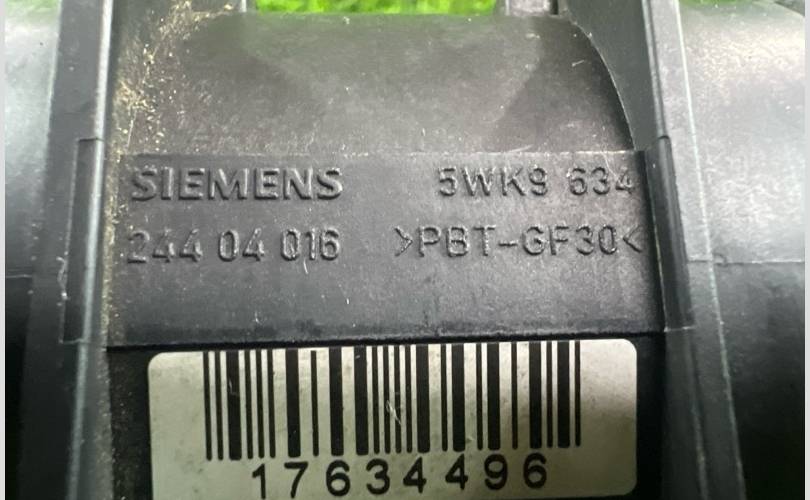 SIEMENS 5WK9 634
244 04 016 >PBT-GF30<
17634496